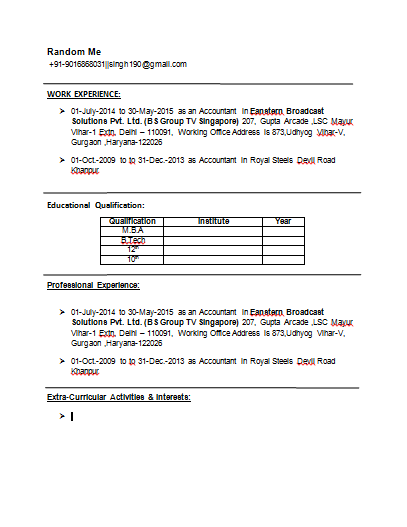 Random Me
+91-9016868031||singh190@gmail.com
WORK EXPERIENCE:
➢ 01-July-2014 to 30-May-2015 as an Accountant in Eanstern Broadcast
Solutions Pvt. Ltd. (BS Group TV Singapore) 207, Gupta Arcade ,LSC Mayur
Vihar-1 Extn, Delhi – 110091, Working Office Address is 873,Udhyog Vihar-V,
Gurgaon ,Haryana-122026
➢ 01-Oct.-2009 to to 31-Dec.-2013 as Accountant in Royal Steels Devli Road
Khanpur
Educational Qualification:
Qualification Institute Year
M.B.A
B.Tech
12th
10th
Professional Experience:
➢ 01-July-2014 to 30-May-2015 as an Accountant in Eanstern Broadcast
Solutions Pvt. Ltd. (BS Group TV Singapore) 207, Gupta Arcade ,LSC Mayur
Vihar-1 Extn, Delhi – 110091, Working Office Address is 873,Udhyog Vihar-V,
Gurgaon ,Haryana-122026
➢ 01-Oct.-2009 to to 31-Dec.-2013 as Accountant in Royal Steels Devli Road
Khanpur
Extra-Curricular Activities & Interests:
➢